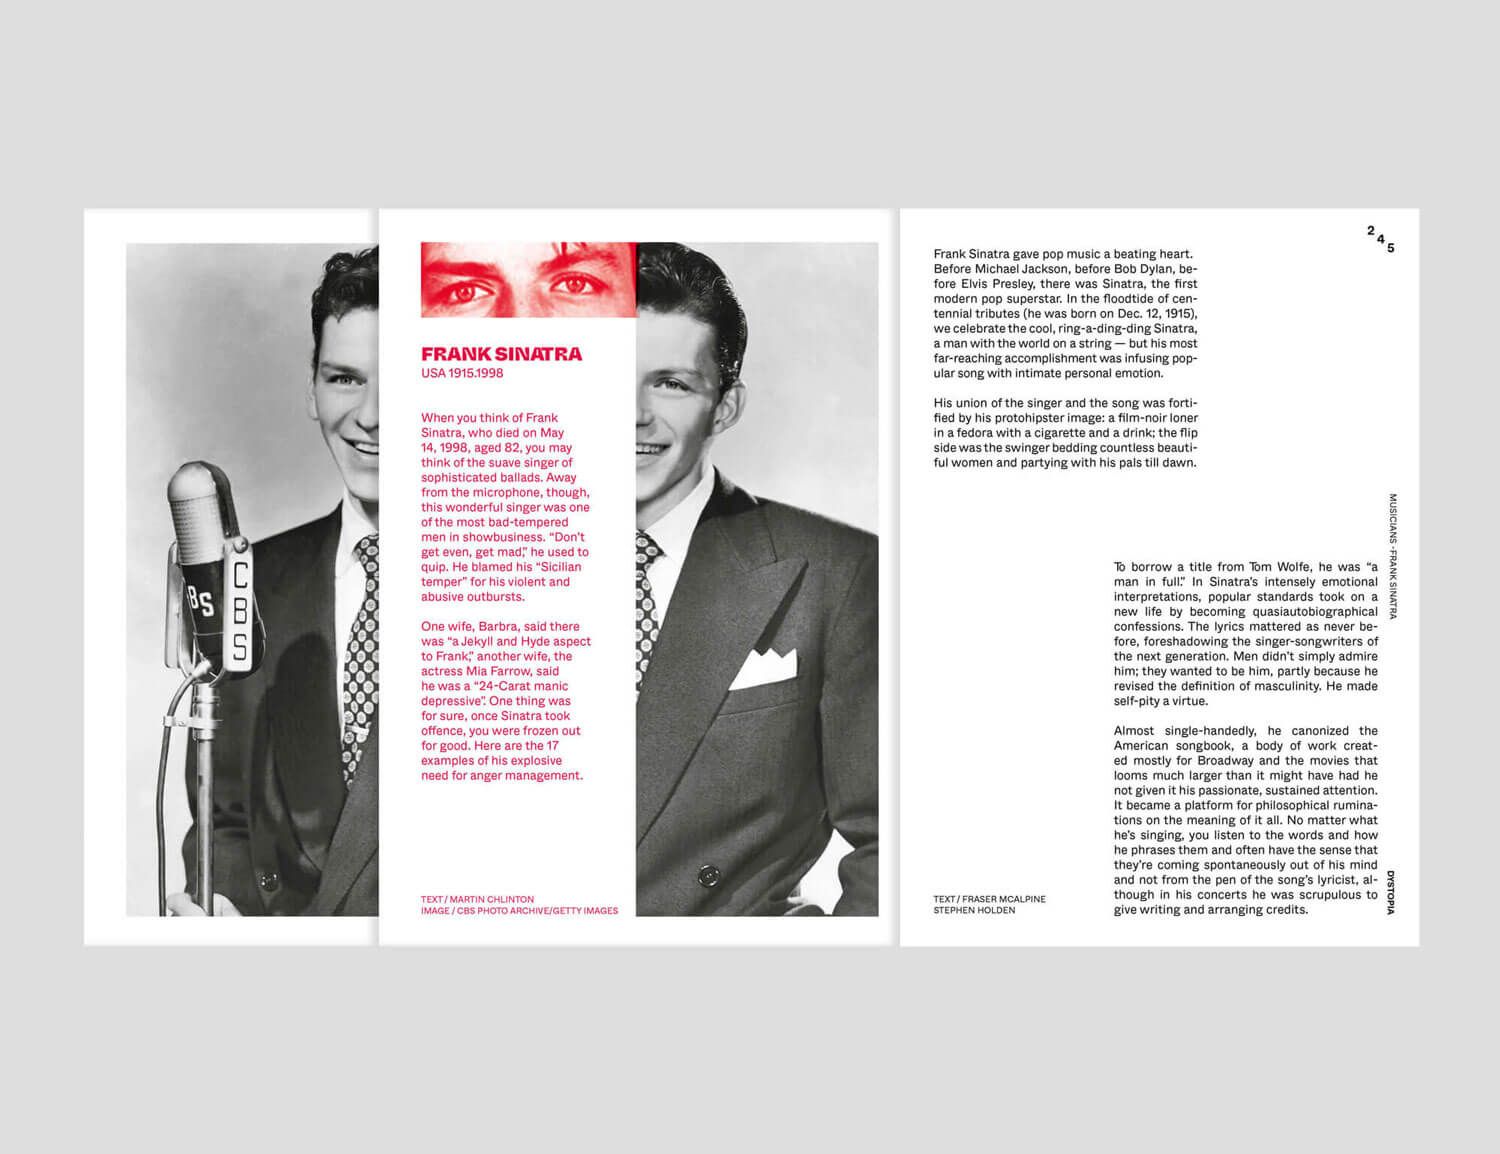 CBS
BS
FRANK SINATRA
USA 1915.1998
When you think of Frank
Sinatra, who died on May
14, 1998, aged 82, you may
think of the suave singer of
sophisticated ballads. Away
from the microphone, though,
this wonderful singer was one
of the most bad-tempered
men in showbusiness. “Don’t
get even, get mad,” he used to
quip. He blamed his “Sicilian
temper” for his violent and
abusive outbursts.
One wife, Barbra, said there
was “a Jekyll and Hyde aspect
to Frank,” another wife, the
actress Mia Farrow, said
he was a “24-Carat manic
depressive”. One thing was
for sure, once Sinatra took
offence, you were frozen out
for good. Here are the 17
examples of his explosive
need for anger management.
TEXT / MARTIN CHLINTON
IMAGE / CBS PHOTO ARCHIVE/GETTY IMAGES
245
Frank Sinatra gave pop music a beating heart.
Before Michael Jackson, before Bob Dylan, be-
fore Elvis Presley, there was Sinatra, the first
modern pop superstar. In the floodtide of cen-
tennial tributes (he was born on Dec. 12, 1915),
we celebrate the cool, ring-a-ding-ding Sinatra,
a man with the world on a string — but his most
far-reaching accomplishment was infusing pop-
ular song with intimate personal emotion.
His union of the singer and the song was forti-
fied by his protohipster image: a film-noir loner
in a fedora with a cigarette and a drink; the flip
side was the swinger bedding countless beauti-
ful women and partying with his pals till dawn.
To borrow a title from Tom Wolfe, he was “a
man in full.” In Sinatra’s intensely emotional
interpretations, popular standards took on a
new life by becoming quasiautobiographical
confessions. The lyrics mattered as never be-
fore, foreshadowing the singer-songwriters of
the next generation. Men didn’t simply admire
him; they wanted to be him, partly because he
revised the definition of masculinity. He made
self-pity a virtue.
Almost single-handedly, he canonized the
American songbook, a body of work creat-
ed mostly for Broadway and the movies that
looms much larger than it might have had he
not given it his passionate, sustained attention.
It became a platform for philosophical rumina-
tions on the meaning of it all. No matter what
he’s singing, you listen to the words and how
he phrases them and often have the sense that
they’re coming spontaneously out of his mind
and not from the pen of the song’s lyricist, al-
though in his concerts he was scrupulous to
give writing and arranging credits.
TEXT / FRASER MCALPINE
STEPHEN HOLDEN
MUSICIANS -FRANK SINATRA
DYSTOPIA